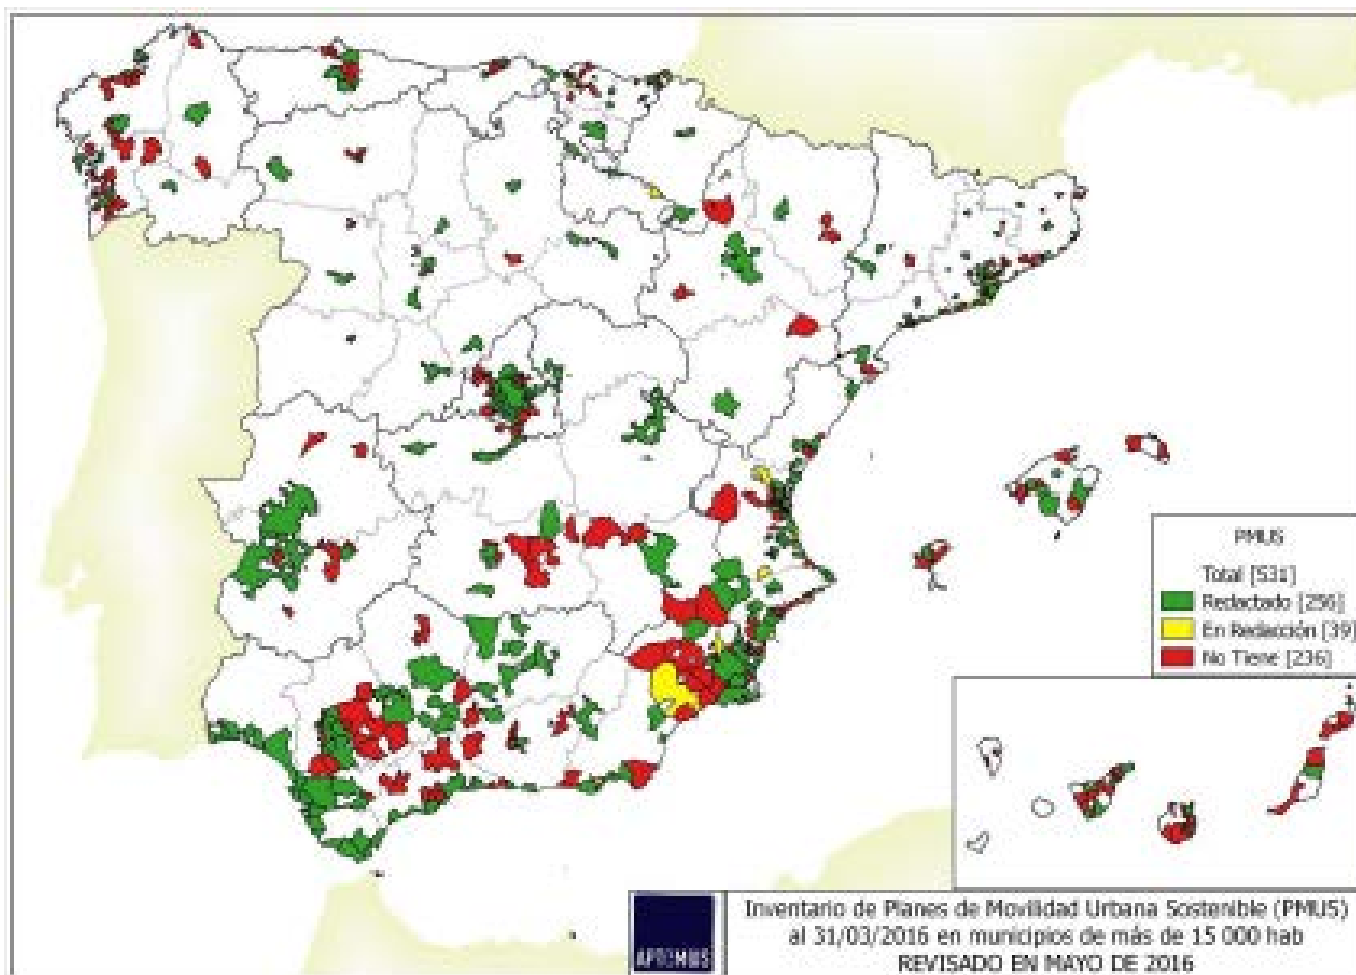 PMUS
Total [531]
Redactado [256]
En Redacción [39]
No Tiene [236]
APTEMUS
Inventario de Planes de Movilidad Urbana Sostenible (PMUS)
al 31/03/2016 en municipios de más de 15 000 hab
REVISADO EN MAYO DE 2016